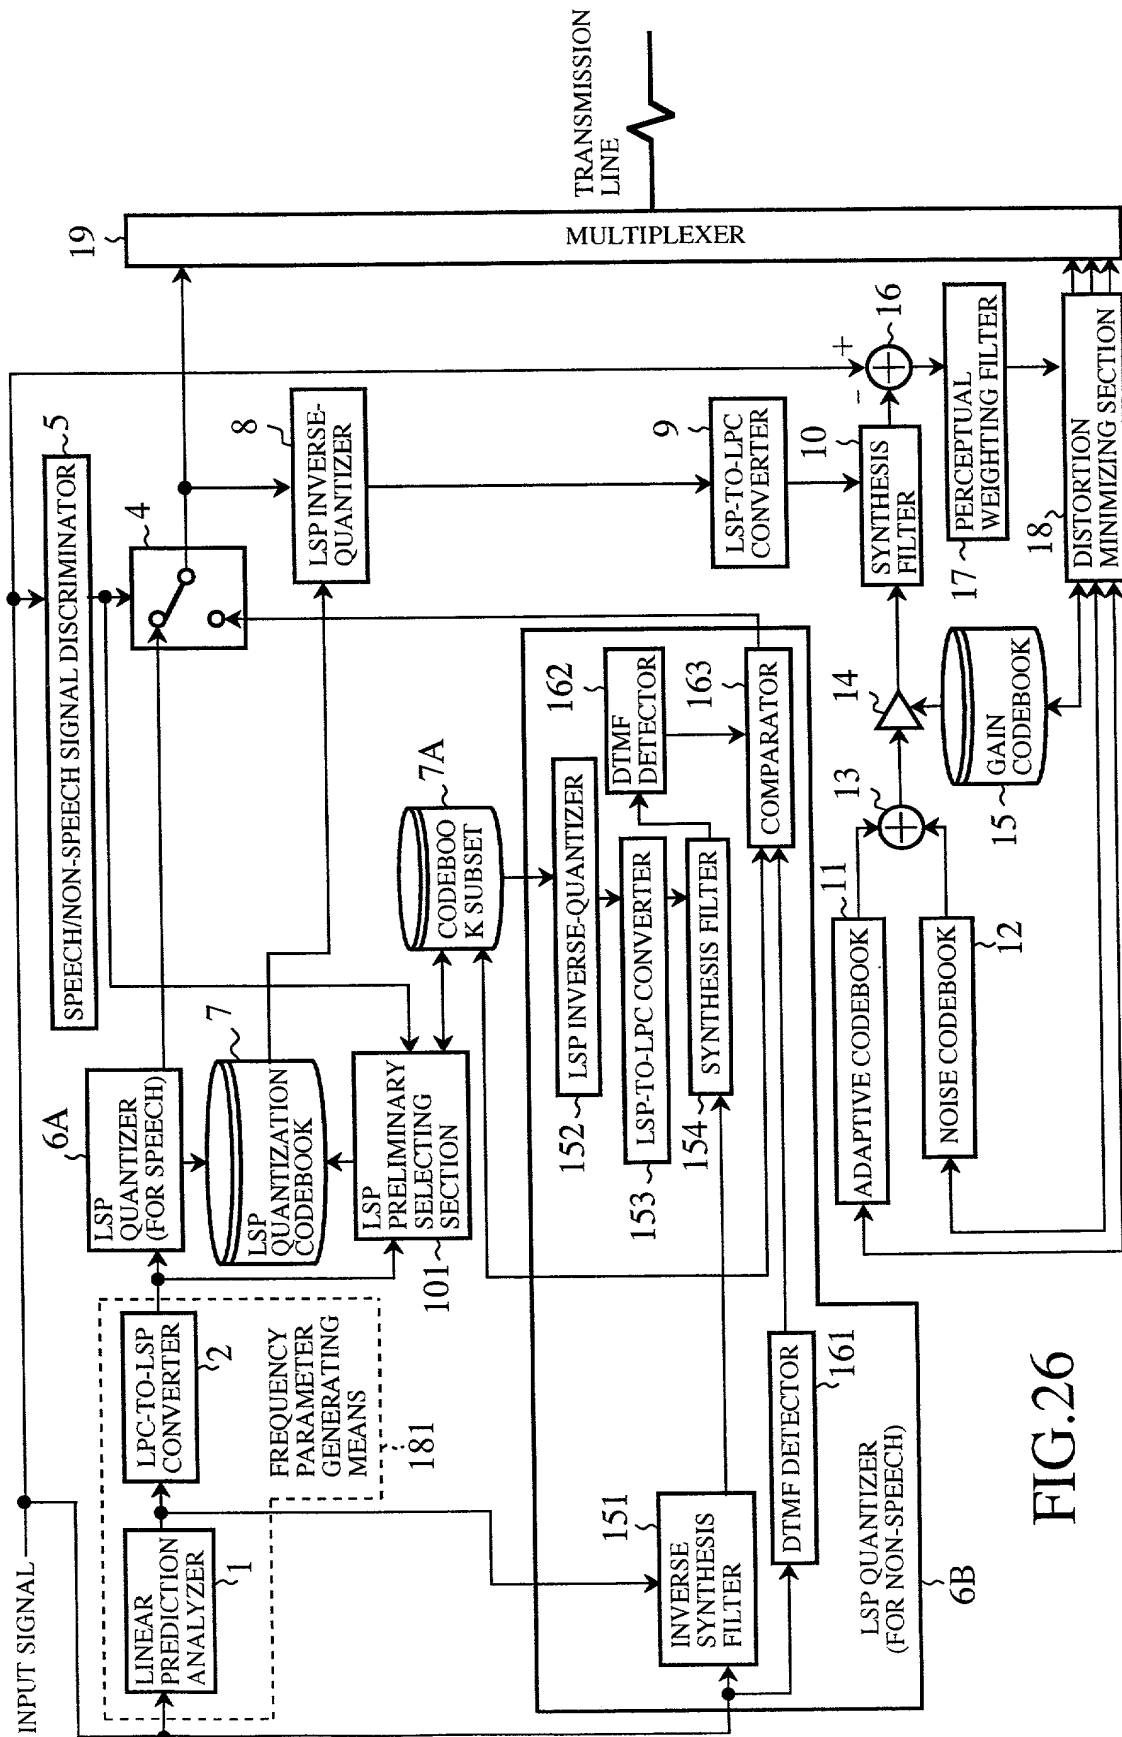 INPUT SIGNAL
LINEAR
PREDICTION
ANALYZER
1
LPC-TO-LSP
CONVERTER
2
FREQUENCY
PARAMETER
GENERATING
MEANS
181
LSP
QUANTIZER
(FOR SPEECH)
6A
LSP
QUANTIZATION
CODEBOOK
7
LSP
PRELIMINARY
SELECTING
SECTION
101
SPEECH/NON-SPEECH SIGNAL DISCRIMINATOR
5
4
CODEBOO
K SUBSET
7A
LSP INVERSE-
QUANTIZER
8
LSP-TO-LPC
CONVERTER
9
19
MULTIPLEXER
TRANSMISSION
LINE
INVERSE
SYNTHESIS
FILTER
151
LSP INVERSE-QUANTIZER
152
LSP-TO-LPC CONVERTER
153
SYNTHESIS FILTER
154
DTMF
DETECTOR
162
COMPARATOR
163
DTMF DETECTOR
161
LSP QUANTIZER
(FOR NON-SPEECH)
6B
ADAPTIVE CODEBOOK
11
NOISE CODEBOOK
12
13
14
GAIN
CODEBOOK
15
SYNTHESIS
FILTER
10
+
-
16
PERCEPTUAL
WEIGHTING FILTER
17
DISTORTION
MINIMIZING SECTION
18
FIG.26